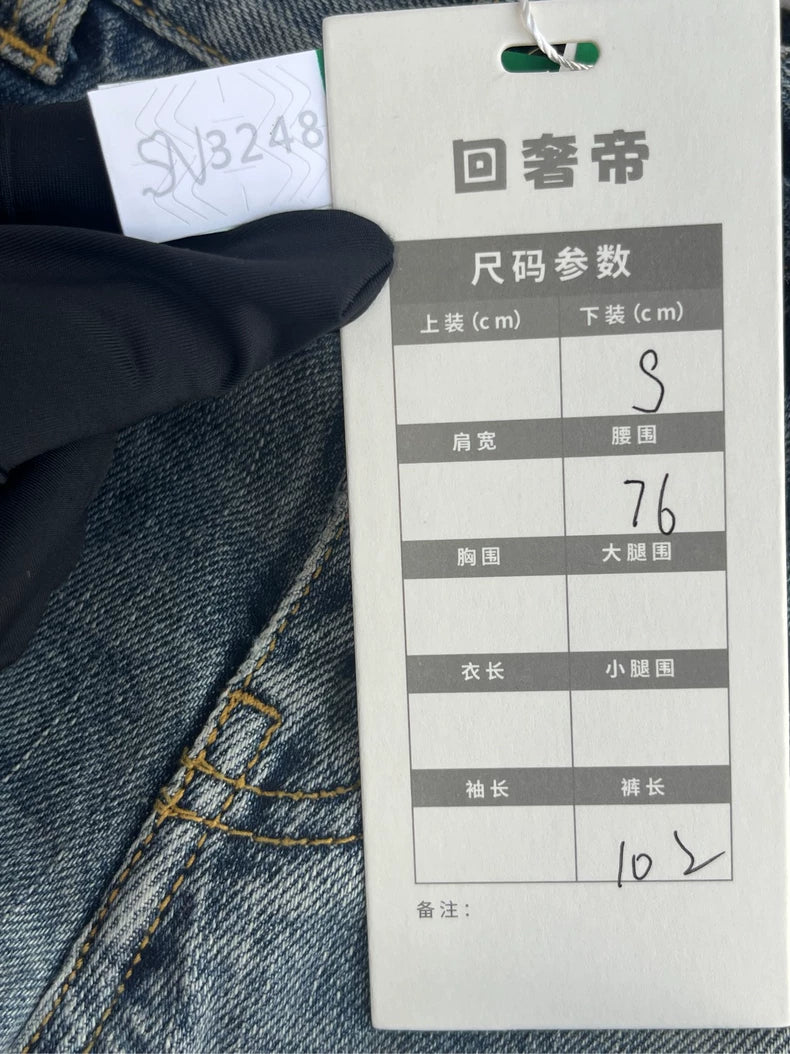 SN3248
回奢帝
尺码参数
上装(cm) 下装(cm)
S
肩宽 腰围
76
胸围 大腿围
衣长 小腿围
袖长 裤长
102
备注: